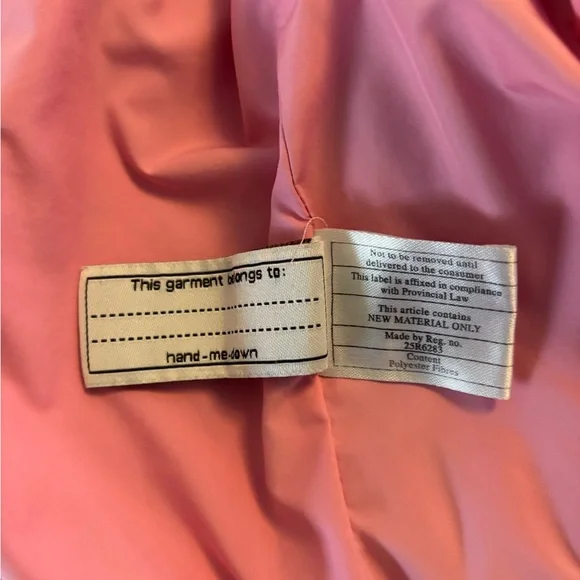 This garment belongs to:
hand-me-down
Not to be removed until
delivered to the consumer
This label is affixed in compliance
with Provincial Law
This article contains
NEW MATERIAL ONLY
Made by Reg. no.
25R6283
Content
Polyester Fibres